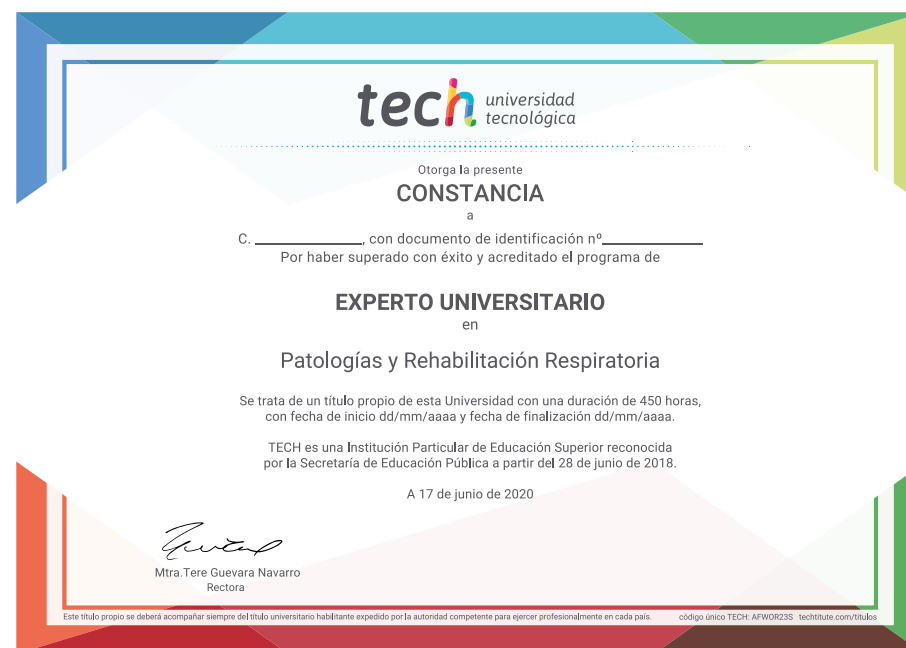 tech universidad
tecnológica
Otorga la presente
CONSTANCIA
a
C. ______________, con documento de identificación nº_____________
Por haber superado con éxito y acreditado el programa de
EXPERTO UNIVERSITARIO
en
Patologías y Rehabilitación Respiratoria
Se trata de un título propio de esta Universidad con una duración de 450 horas,
con fecha de inicio dd/mm/aaaa y fecha de finalización dd/mm/aaaa.
TECH es una Institución Particular de Educación Superior reconocida
por la Secretaría de Educación Pública a partir del 28 de junio de 2018.
A 17 de junio de 2020
Mtra.Tere Guevara Navarro
Rectora
Este título propio se deberá acompañar siempre del título universitario habilitante expedido por la autoridad competente para ejercer profesionalmente en cada país. código único TECH: AFWOR23S techtitute.com/titulos